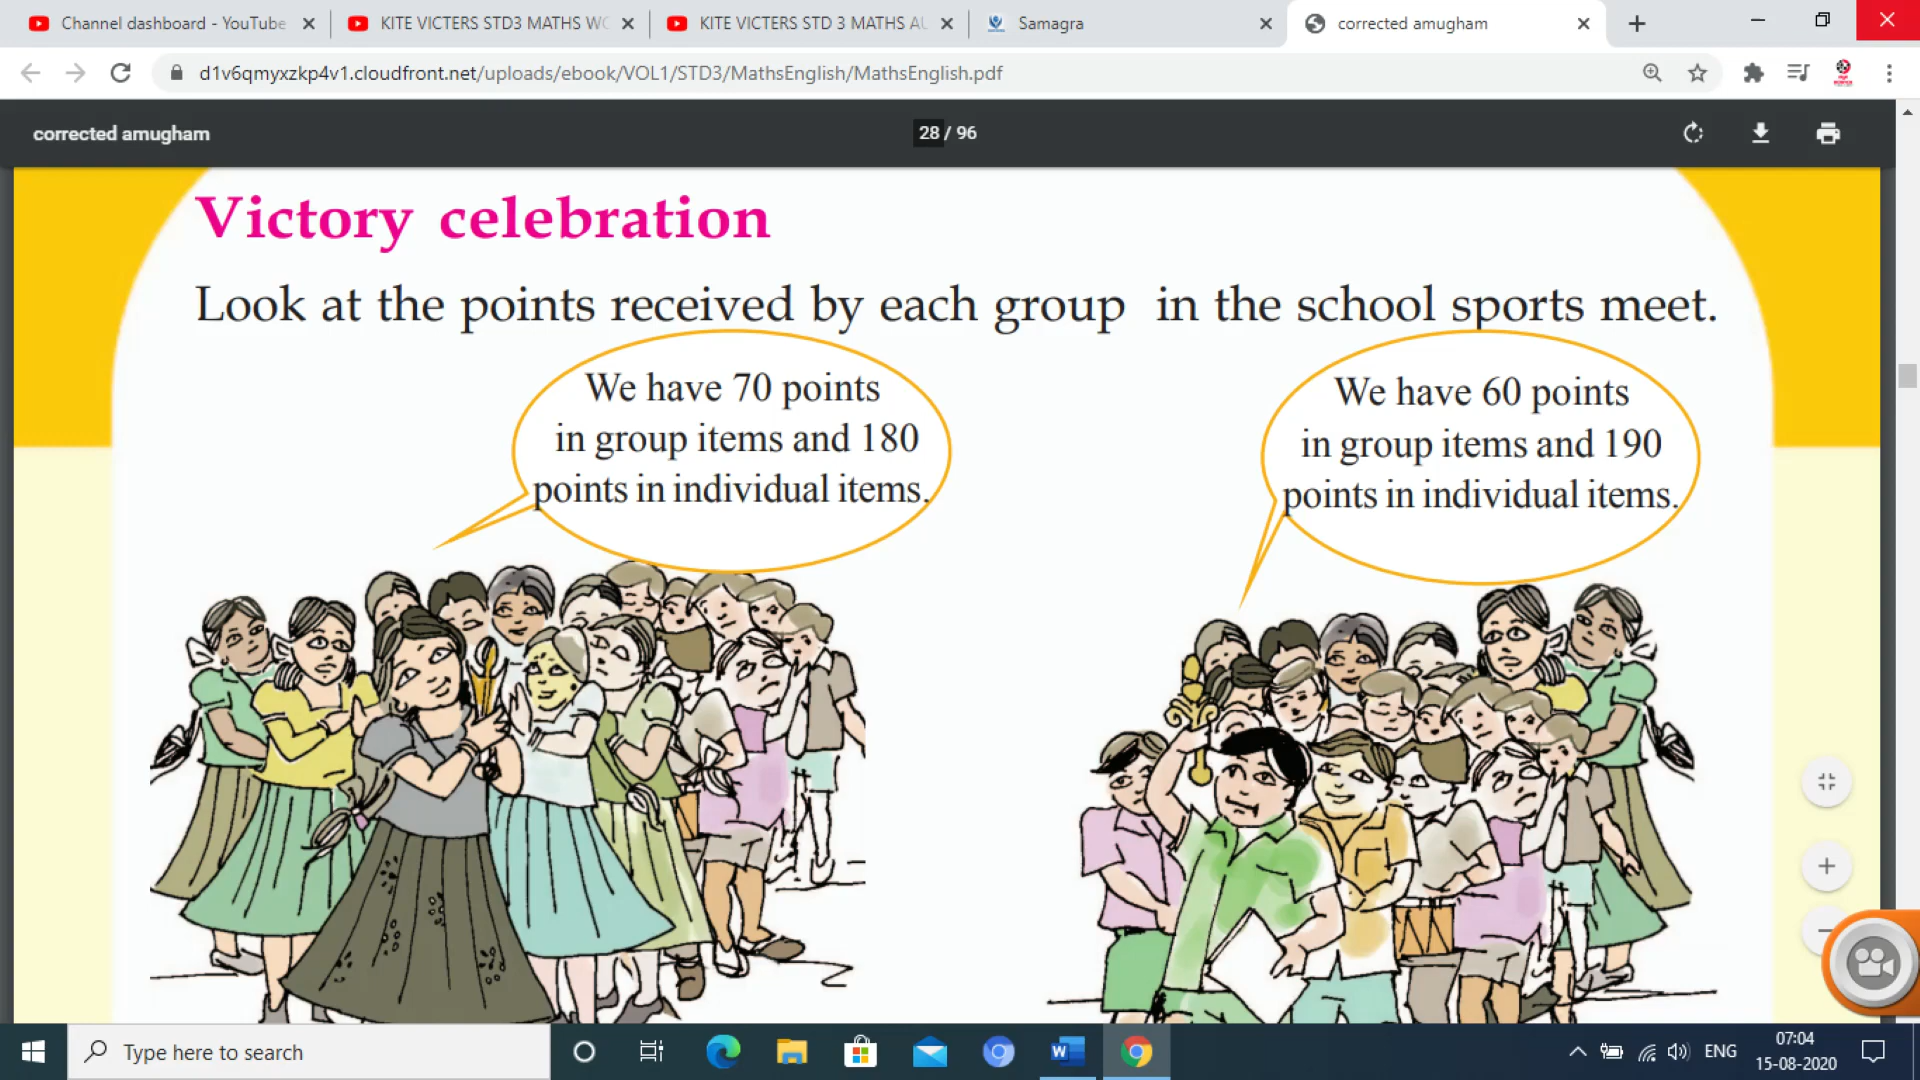 Channel dashboard - YouTube
KITE VICTERS STD3 MATHS WO
KITE VICTERS STD 3 MATHS AU
Samagra
corrected amugham
d1v6qmyxzkp4v1.cloudfront.net/uploads/ebook/VOL1/STD3/MathsEnglish/MathsEnglish.pdf
corrected amugham
28 / 96
Victory celebration
Look at the points received by each group in the school sports meet.
We have 70 points
in group items and 180
points in individual items.
We have 60 points
in group items and 190
points in individual items.
Type here to search
ENG
07:04
15-08-2020